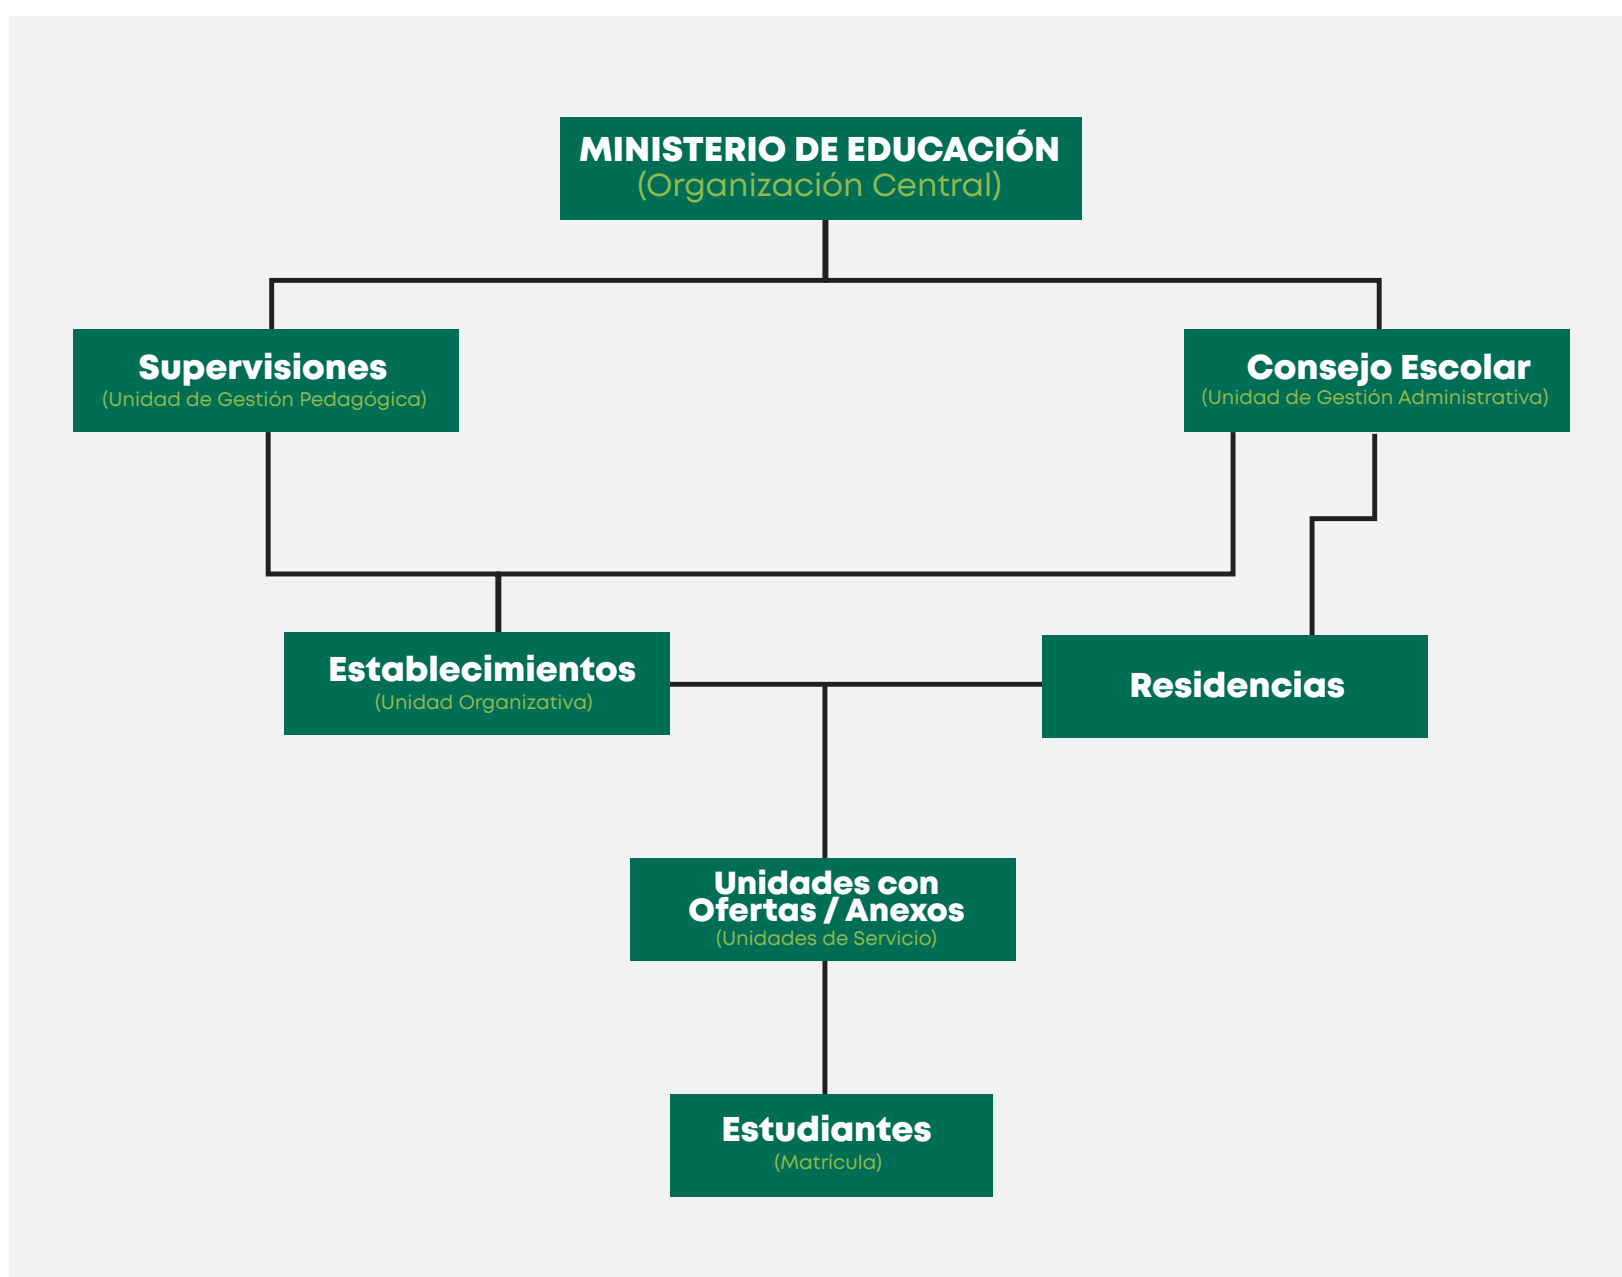 MINISTERIO DE EDUCACIÓN
(Organización Central)
Supervisiones
(Unidad de Gestión Pedagógica)
Consejo Escolar
(Unidad de Gestión Administrativa)
Establecimientos
(Unidad Organizativa)
Residencias
Unidades con
Ofertas / Anexos
(Unidades de Servicio)
Estudiantes
(Matrícula)